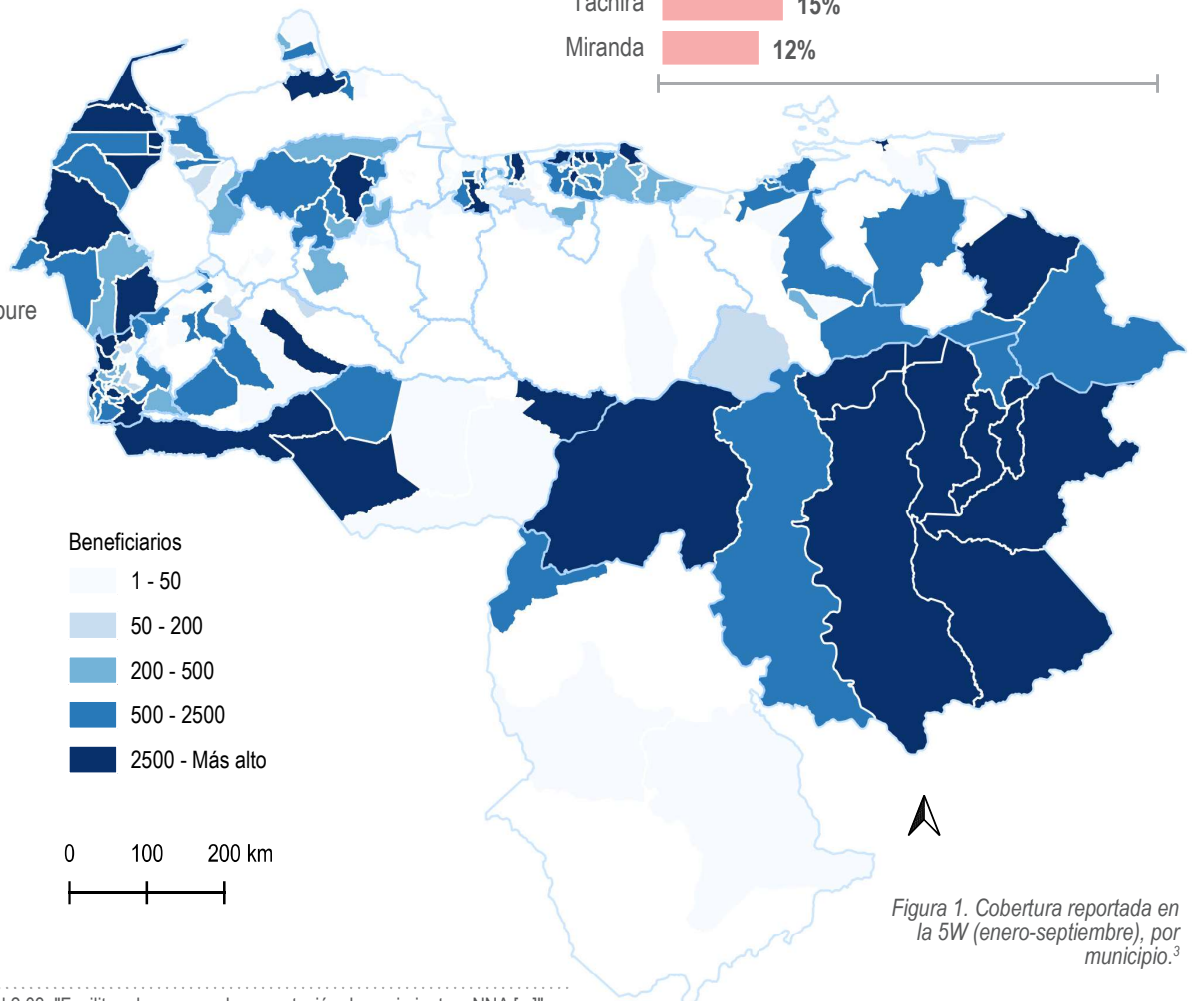 Táchira 15%
Miranda 12%
Beneficiarios
1 - 50
50 - 200
200 - 500
500 - 2500
2500 - Más alto
0 100 200 km
Figura 1. Cobertura reportada en
la 5W (enero-septiembre), por
municipio.³